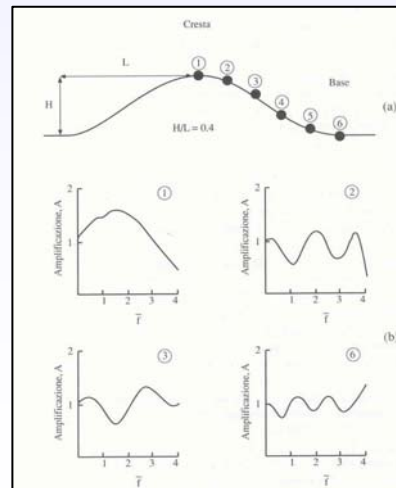 Cresta
L
1
2
3
Base
4
5
6
H
(a)
H/L = 0.4
2
1
Amplificazione, A
1
1 2 3 4
f̄
2
2
Amplificazione, A
1
1 2 3 4
f̄
(b)
2
3
Amplificazione, A
1
1 2 3 4
f̄
2
6
Amplificazione, A
1
1 2 3 4
f̄